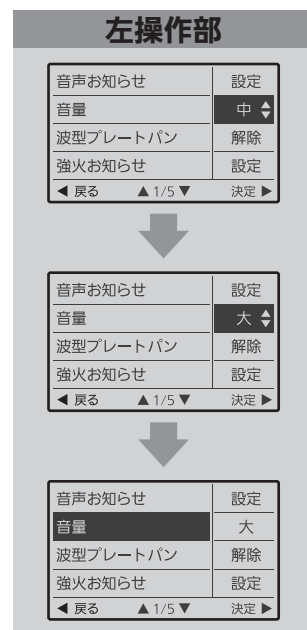 左操作部
音声お知らせ 設定
音量 中
波型プレートパン 解除
強火お知らせ 設定
◀ 戻る ▲ 1/5 ▼ 決定 ▶
音声お知らせ 設定
音量 大
波型プレートパン 解除
強火お知らせ 設定
◀ 戻る ▲ 1/5 ▼ 決定 ▶
音声お知らせ 設定
音量 大
波型プレートパン 解除
強火お知らせ 設定
◀ 戻る ▲ 1/5 ▼ 決定 ▶